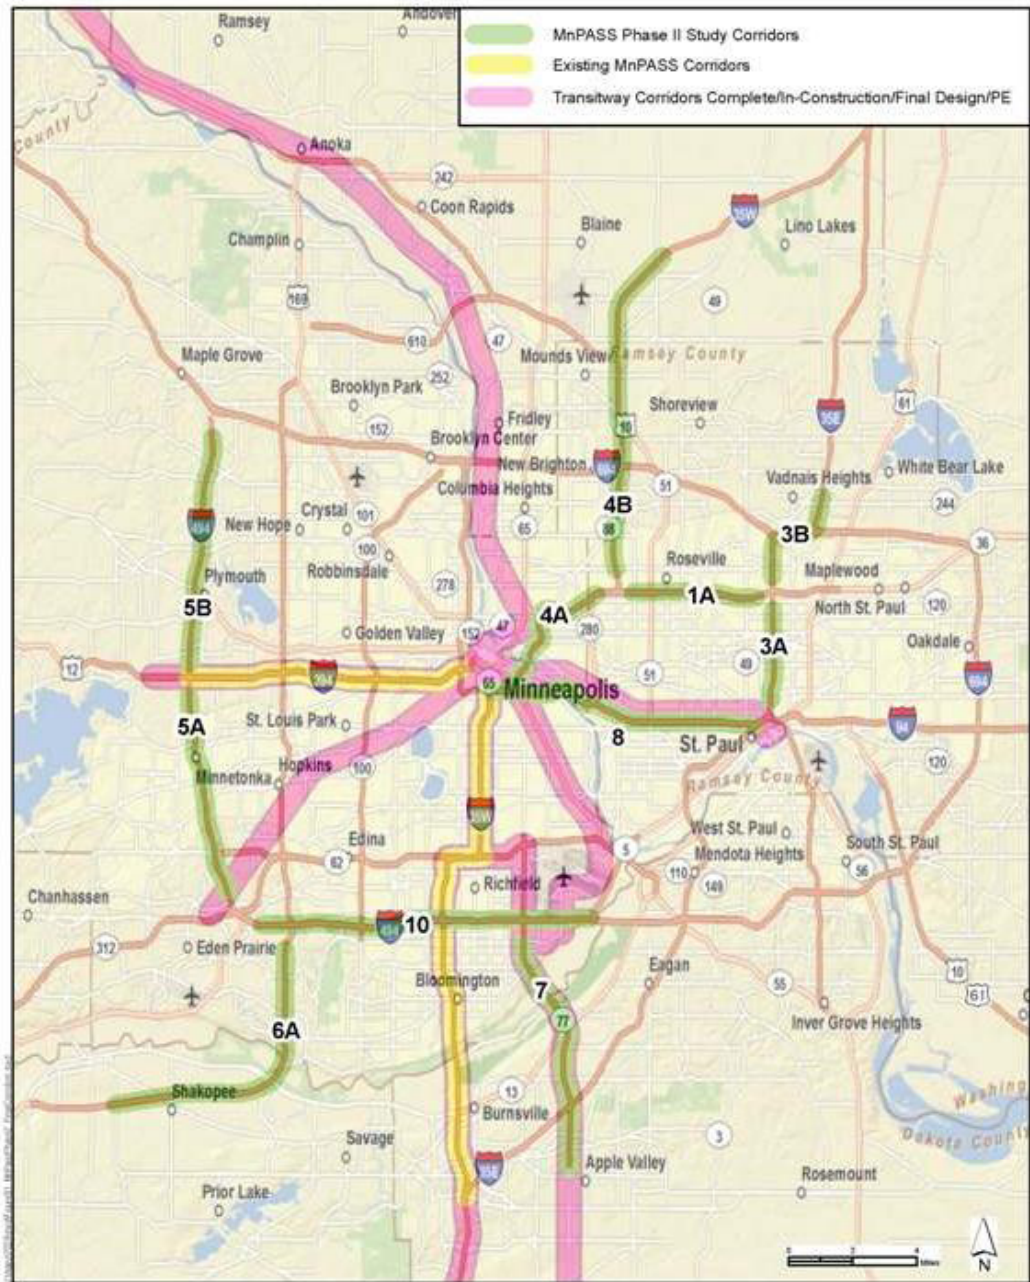 Ramsey
Andover
MnPASS Phase II Study Corridors
Existing MnPASS Corridors
Transitway Corridors Complete/In-Construction/Final Design/PE
County
Anoka
242
Coon Rapids
35W
Champlin
Blaine
Lino Lakes
169
49
610
47
Maple Grove
Mounds View
Ramsey County
252
Brooklyn Park
Shoreview
61
35E
152
Fridley
10
Brooklyn Center
New Brighton
694
Vadnais Heights
White Bear Lake
Columbia Heights
51
244
494
New Hope
Crystal
101
65
4B
88
3B
36
100
Robbinsdale
Roseville
Plymouth
278
Maplewood
5B
1A
North St. Paul
120
4A
Golden Valley
152
47
280
3A
Oakdale
12
394
51
49
694
65
Minneapolis
5A
St. Louis Park
8
St. Paul
94
Hopkins
100
120
Minnetonka
Ramsey County
35W
Edina
West St. Paul
62
5
Mendota Heights
South St. Paul
110
149
56
Chanhassen
Richfield
494
10
312
Eden Prairie
Eagan
10
Bloomington
7
55
61
77
Inver Grove Heights
6A
Shakopee
13
Burnsville
Washing
3
Dakota County
Savage
35E
Apple Valley
Rosemount
Prior Lake
0 2 4
Miles
N